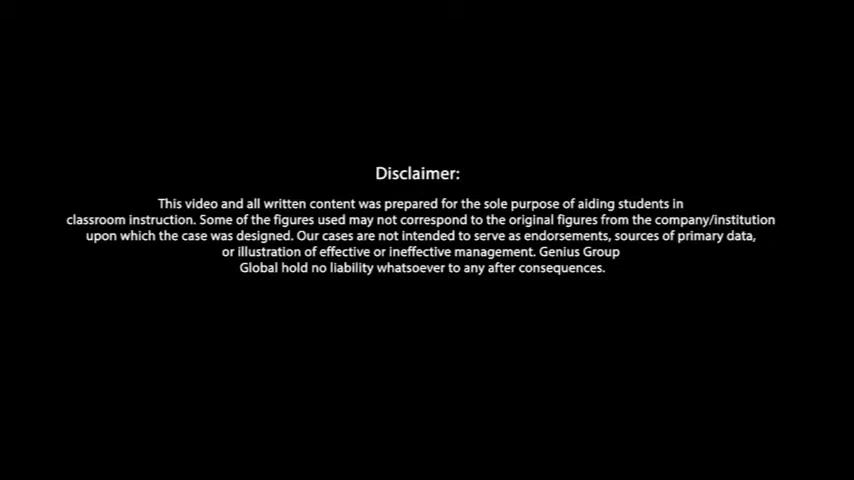 Disclaimer:
This video and all written content was prepared for the sole purpose of aiding students in
classroom instruction. Some of the figures used may not correspond to the original figures from the company/institution
upon which the case was designed. Our cases are not intended to serve as endorsements, sources of primary data,
or illustration of effective or ineffective management. Genius Group
Global hold no liability whatsoever to any after consequences.